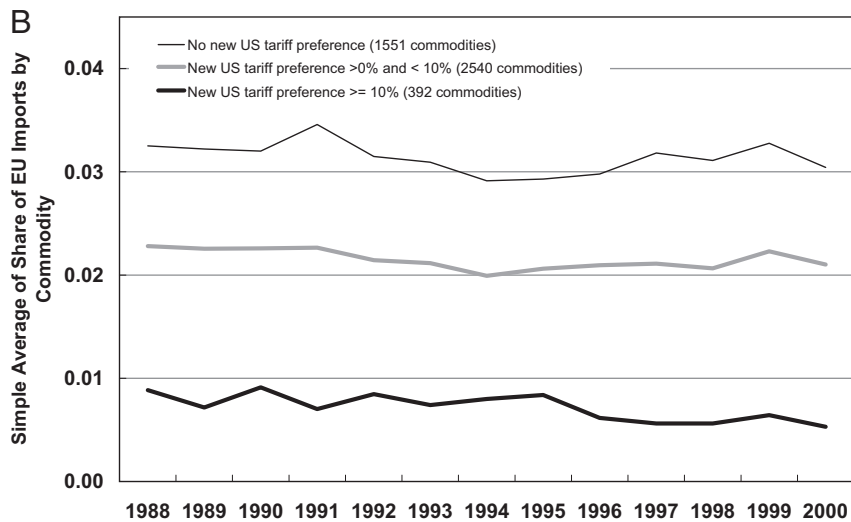 B
No new US tariff preference (1551 commodities)
New US tariff preference >0% and < 10% (2540 commodities)
New US tariff preference >= 10% (392 commodities)
Simple Average of Share of EU Imports by
Commodity
0.04
0.03
0.02
0.01
0.00
1988 1989 1990 1991 1992 1993 1994 1995 1996 1997 1998 1999 2000